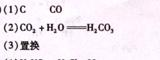 (1)C CO
(2)CO₂+H₂O══H₂CO₃
(3)置换